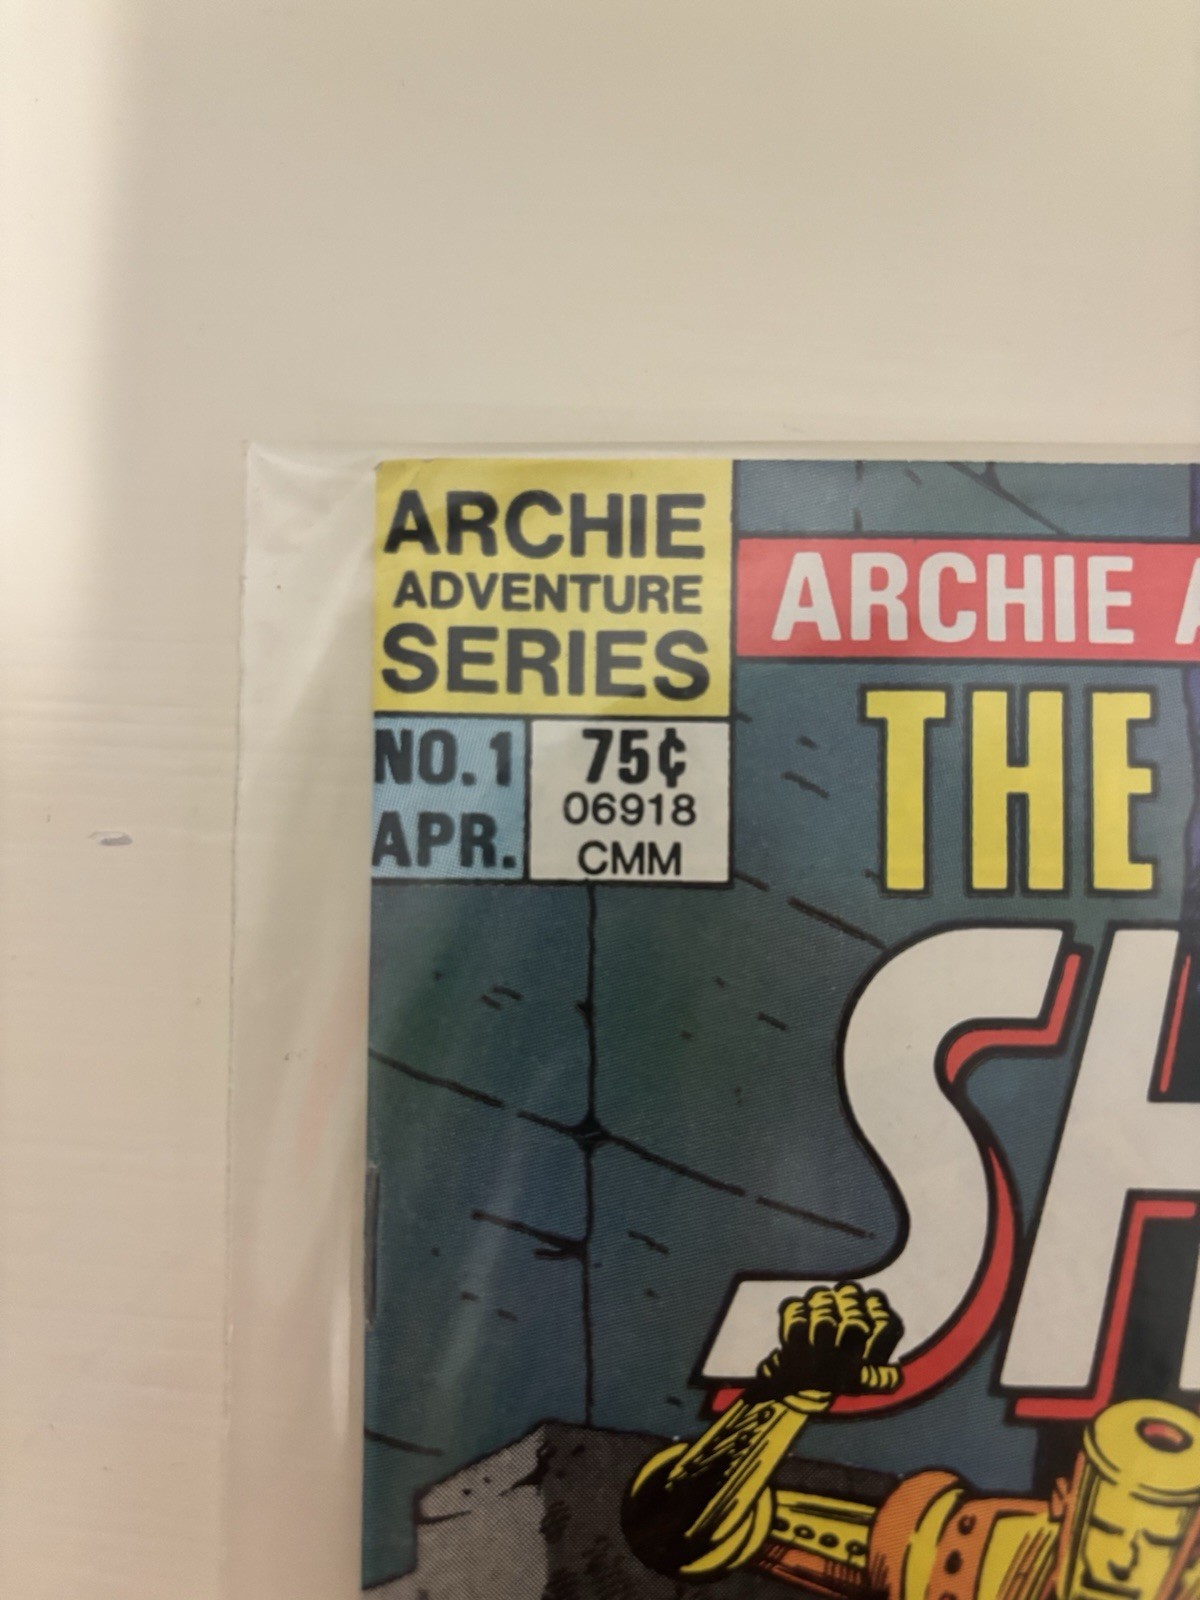 ARCHIE
ADVENTURE
SERIES
NO. 1
APR.
75¢
06918
CMM
ARCHIE A
THE
SH